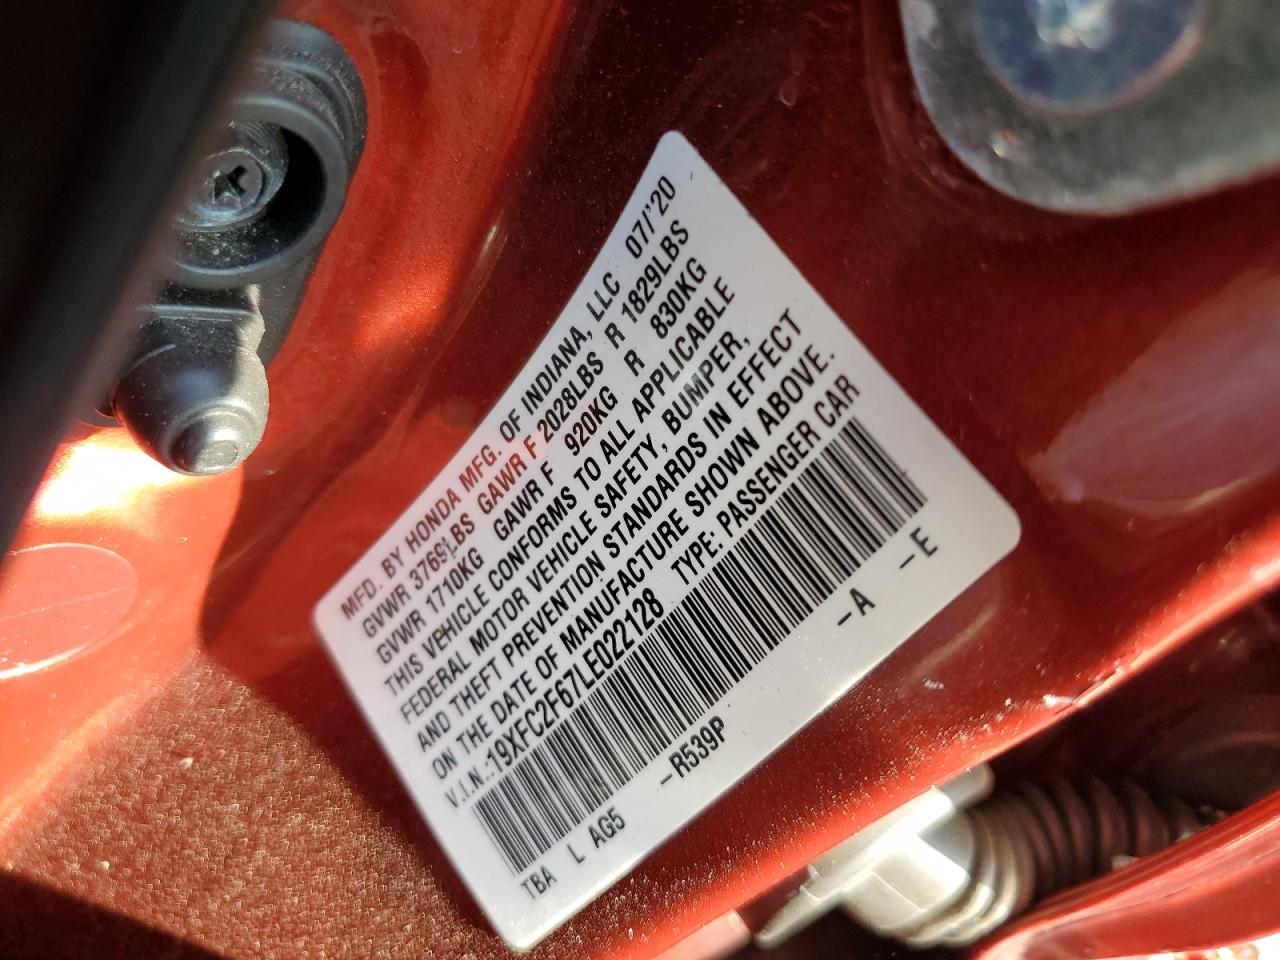 MFD. BY HONDA MFG. OF INDIANA, LLC 07/'20
GVWR 3769LBS GAWR F 2028LBS R 1829LBS
GVWR 1710KG GAWR F 920KG R 830KG
THIS VEHICLE CONFORMS TO ALL APPLICABLE
FEDERAL MOTOR VEHICLE SAFETY, BUMPER,
AND THEFT PREVENTION STANDARDS IN EFFECT
ON THE DATE OF MANUFACTURE SHOWN ABOVE.
V.I.N.:19XFC2F67LE022128 TYPE: PASSENGER CAR
TBA L AG5 -R539P -A -E